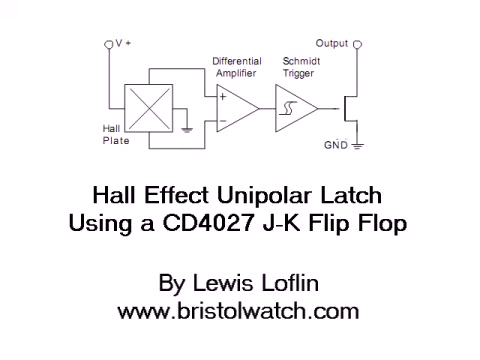 V +
Differential
Amplifier
Schmidt
Trigger
Output
+
−
Hall
Plate
GND
Hall Effect Unipolar Latch
Using a CD4027 J-K Flip Flop
By Lewis Loflin
www.bristolwatch.com